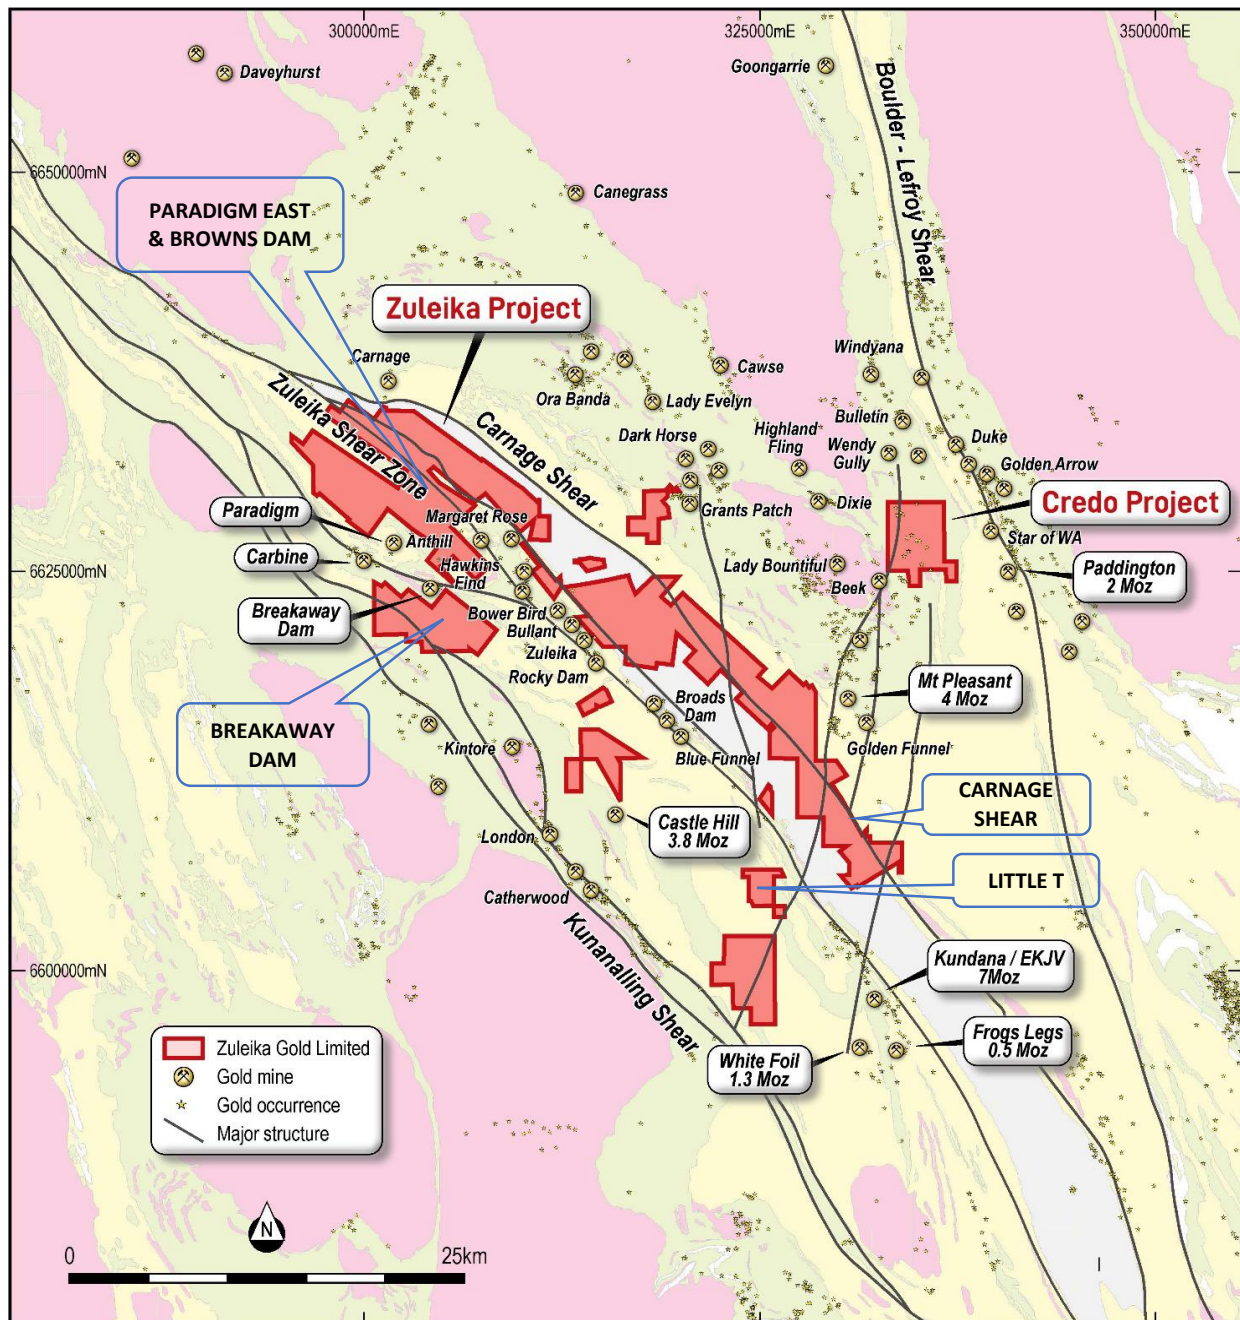 300000mE
325000mE
350000mE
Daveyhurst
Goongarrie
Boulder - Lefroy Shear
6650000mN
Canegrass
PARADIGM EAST
& BROWNS DAM
Zuleika Project
Carnage
Ora Banda
Lady Evelyn
Cawse
Windyana
Zuleika Shear Zone
Carnage Shear
Dark Horse
Highland
Fling
Bulletin
Wendy
Gully
Duke
Golden Arrow
Credo Project
Paradigm
Margaret Rose
Anthill
Grants Patch
Dixie
Star of WA
Carbine
6625000mN
Hawkins
Find
Lady Bountiful
Beek
Paddington
2 Moz
Breakaway
Dam
Bower Bird
Bullant
Zuleika
Rocky Dam
Broads
Dam
Mt Pleasant
4 Moz
BREAKAWAY
DAM
Kintore
Blue Funnel
Golden Funnel
CARNAGE
SHEAR
Castle Hill
3.8 Moz
London
LITTLE T
Catherwood
Kunanalling Shear
Kundana / EKJV
7Moz
6600000mN
White Foil
1.3 Moz
Frogs Legs
0.5 Moz
Zuleika Gold Limited
Gold mine
Gold occurrence
Major structure
N
0
25km